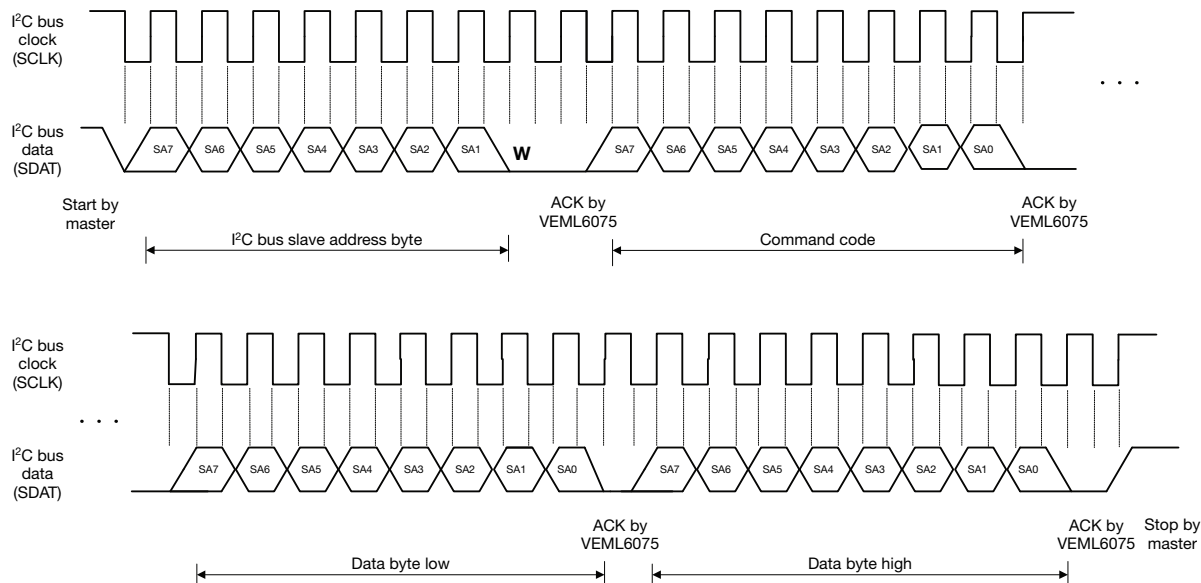 I²C bus
clock
(SCLK)
. . .
I²C bus
data
(SDAT)
SA7 SA6 SA5 SA4 SA3 SA2 SA1 W SA7 SA6 SA5 SA4 SA3 SA2 SA1 SA0
Start by
master
ACK by
VEML6075
ACK by
VEML6075
I²C bus slave address byte
Command code
I²C bus
clock
(SCLK)
. . .
I²C bus
data
(SDAT)
SA7 SA6 SA5 SA4 SA3 SA2 SA1 SA0 SA7 SA6 SA5 SA4 SA3 SA2 SA1 SA0
ACK by
VEML6075
ACK by
VEML6075
Stop by
master
Data byte low
Data byte high